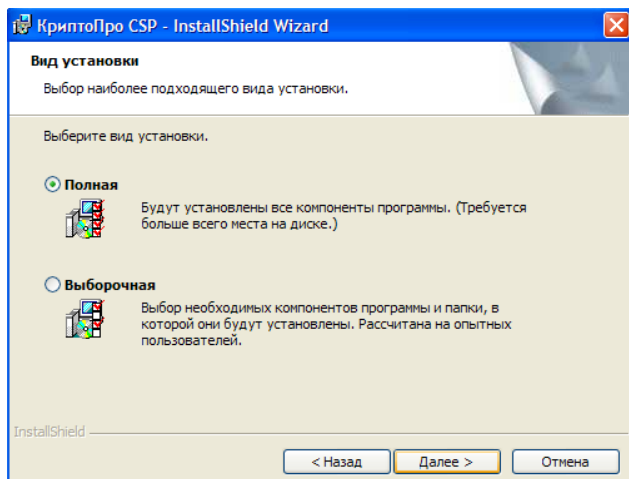 КриптоПро CSP - InstallShield Wizard
Вид установки
Выбор наиболее подходящего вида установки.
Выберите вид установки.
Полная
Будут установлены все компоненты программы. (Требуется
больше всего места на диске.)
Выборочная
Выбор необходимых компонентов программы и папки, в
которой они будут установлены. Рассчитана на опытных
пользователей.
InstallShield
< Назад
Далее >
Отмена